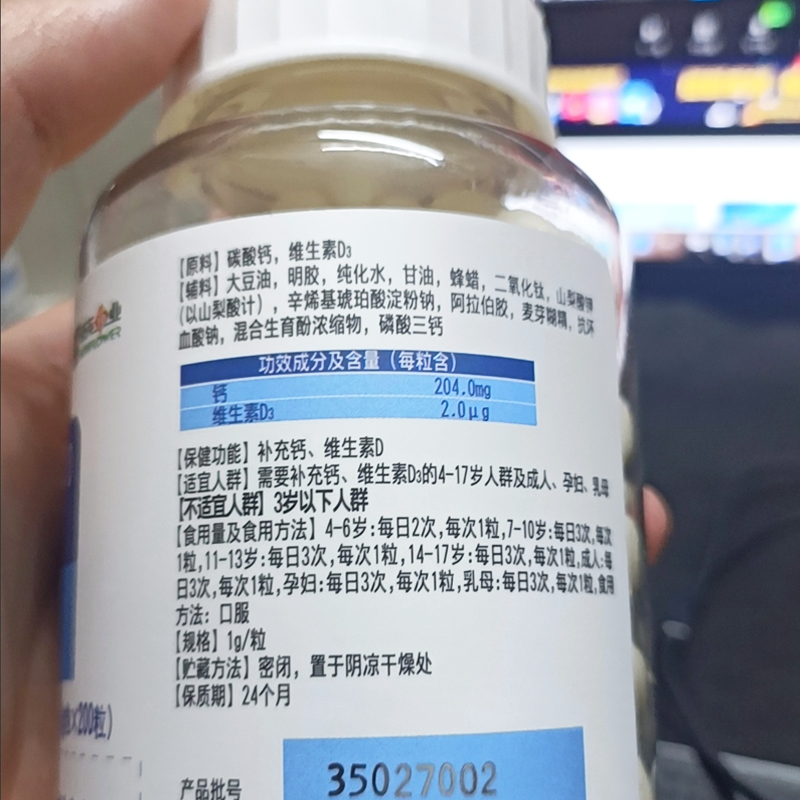 【原料】碳酸钙，维生素D₃
【辅料】大豆油，明胶，纯化水，甘油，蜂蜡，二氧化钛，山梨酸钾
(以山梨酸计)，辛烯基琥珀酸淀粉钠，阿拉伯胶，麦芽糊精，抗坏
血酸钠，混合生育酚浓缩物，磷酸三钙
功效成分及含量（每粒含）
钙 204.0mg
维生素D₃ 2.0μg
【保健功能】补充钙、维生素D
【适宜人群】需要补充钙、维生素D₃的4-17岁人群及成人、孕妇、乳母
【不适宜人群】3岁以下人群
【食用量及食用方法】4-6岁:每日2次,每次1粒,7-10岁:每日3次,每次
1粒,11-13岁:每日3次,每次1粒,14-17岁:每日3次,每次1粒,成人:每
日3次,每次1粒,孕妇:每日3次,每次1粒,乳母:每日3次,每次1粒,食用
方法：口服
【规格】1g/粒
【贮藏方法】密闭，置于阴凉干燥处
【保质期】24个月
×200粒)
产品批号 35027002